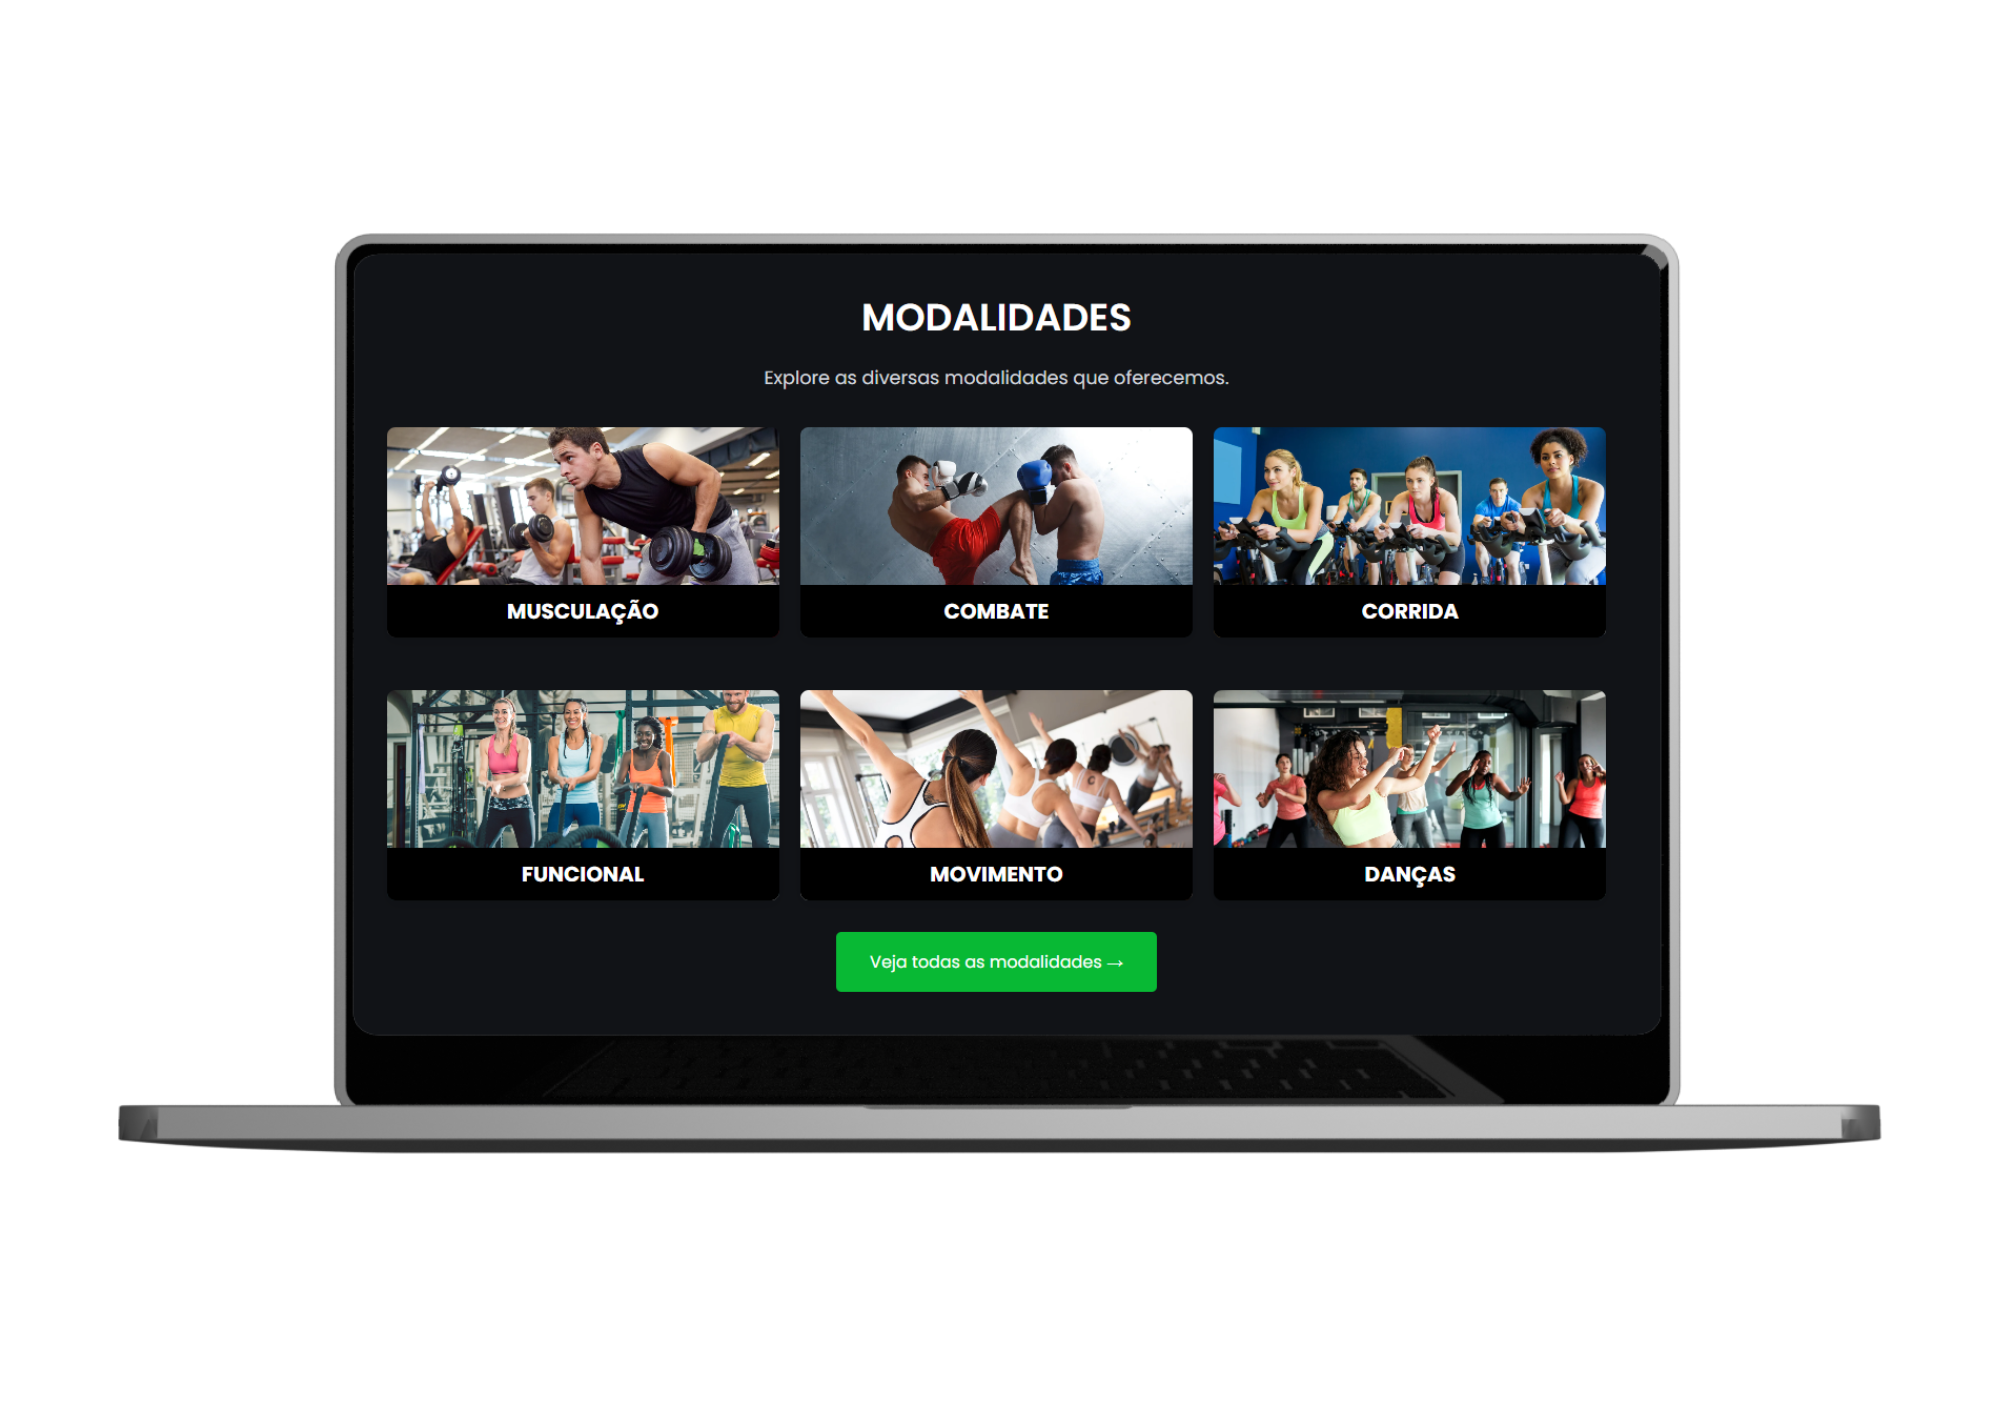 MODALIDADES
Explore as diversas modalidades que oferecemos.
MUSCULAÇÃO
COMBATE
CORRIDA
FUNCIONAL
MOVIMENTO
DANÇAS
Veja todas as modalidades →